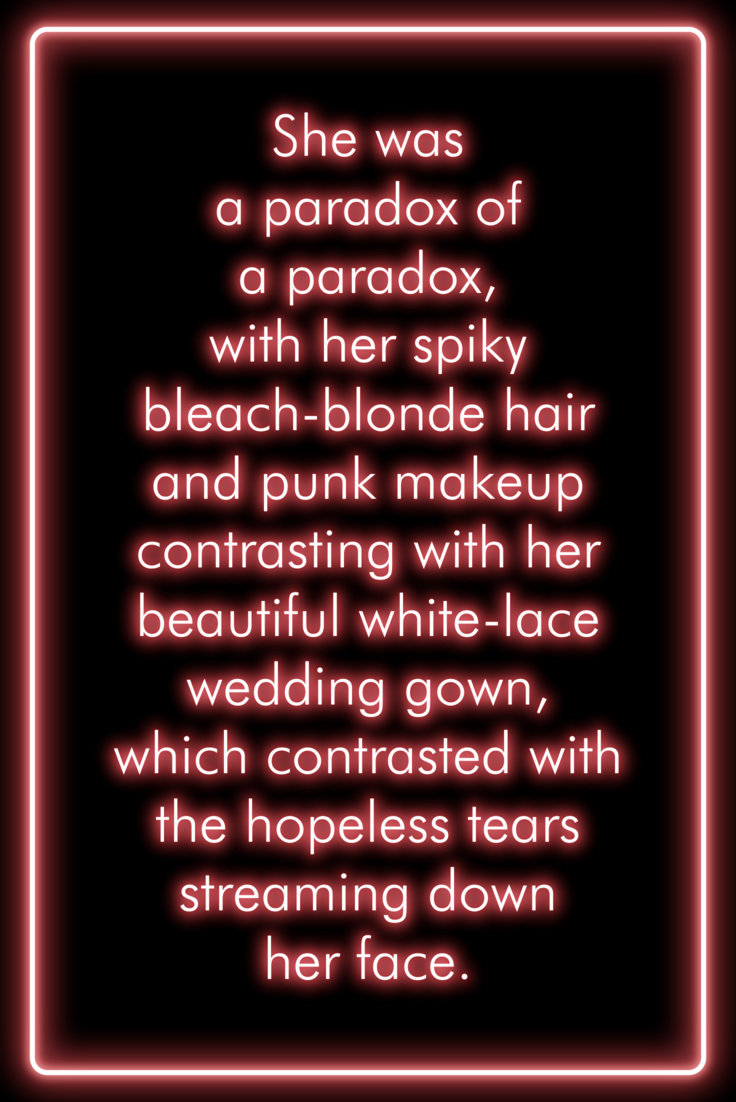 She was
a paradox of
a paradox,
with her spiky
bleach-blonde hair
and punk makeup
contrasting with her
beautiful white-lace
wedding gown,
which contrasted with
the hopeless tears
streaming down
her face.